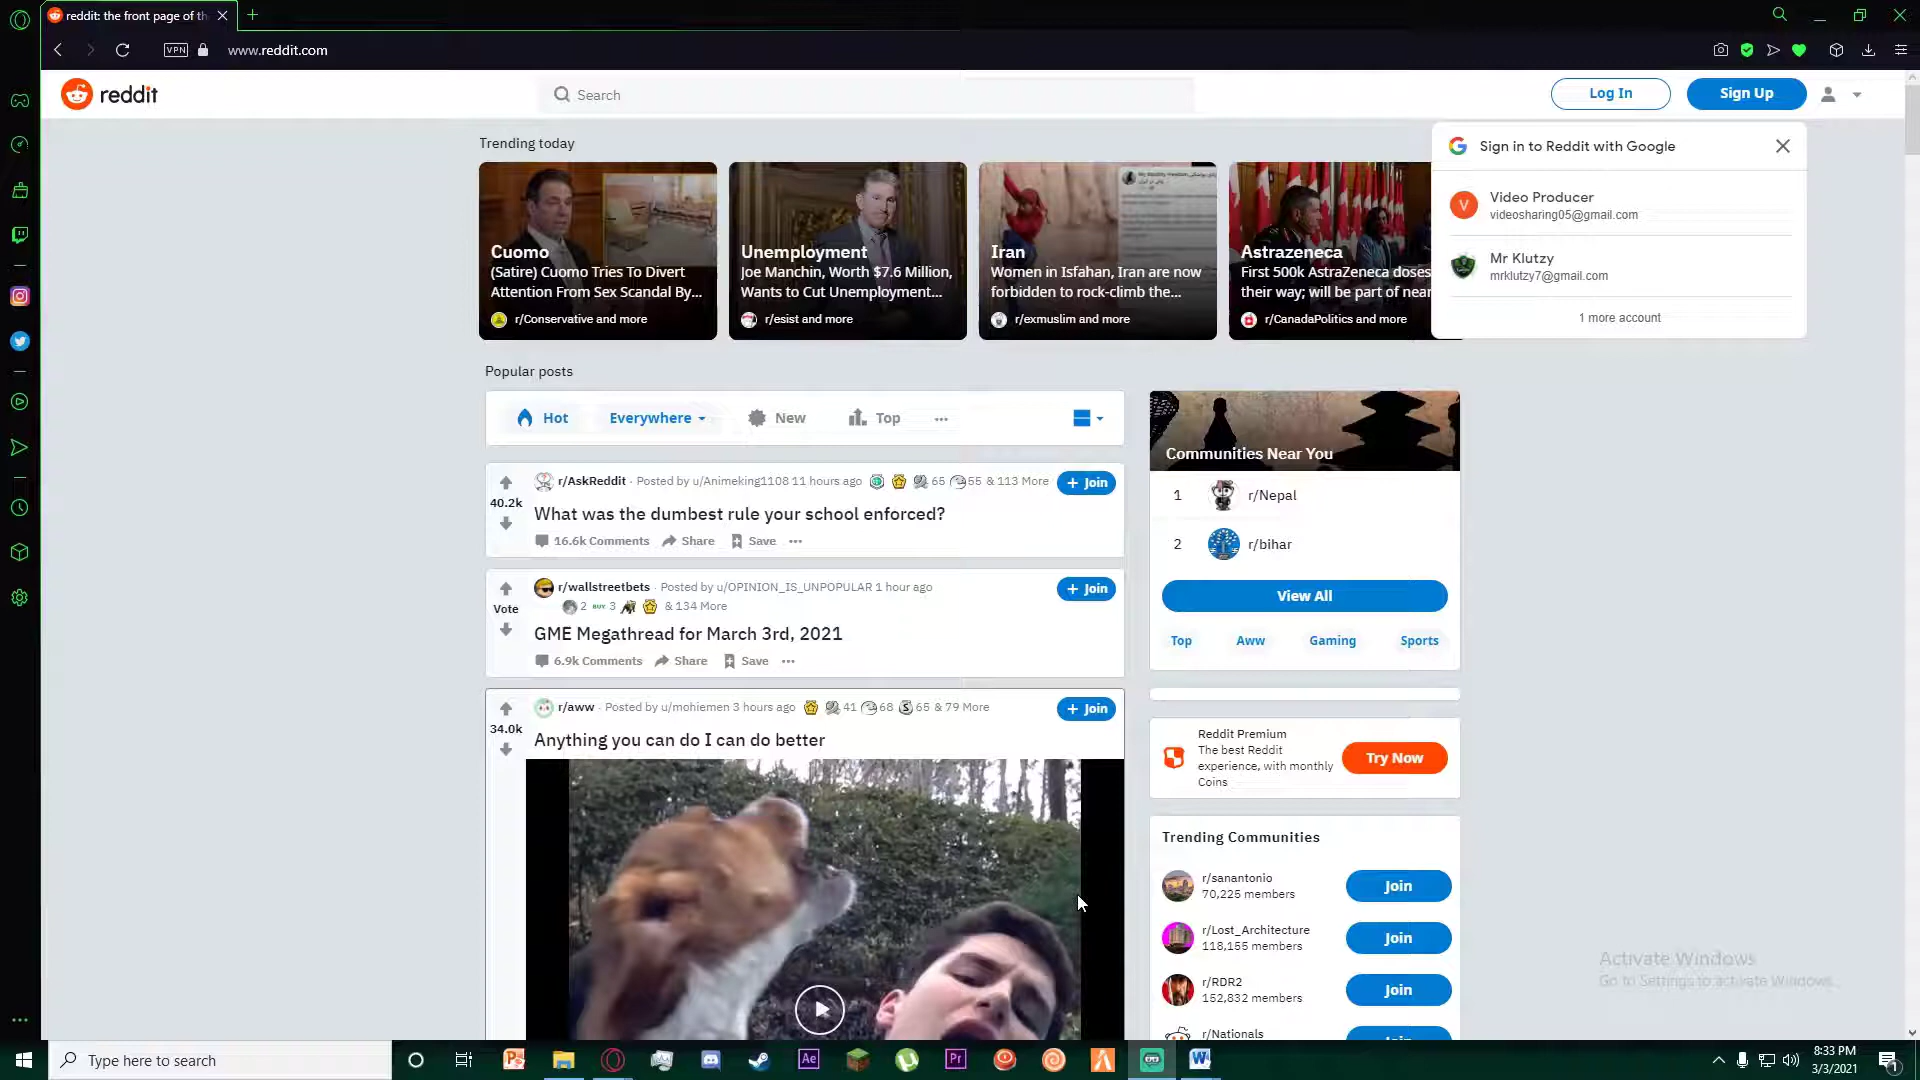 reddit: the front page of th
VPN
www.reddit.com
reddit
Search
Log In
Sign Up
Trending today
Cuomo
(Satire) Cuomo Tries To Divert
Attention From Sex Scandal By...
r/Conservative and more
Unemployment
Joe Manchin, Worth $7.6 Million,
Wants to Cut Unemployment...
r/esist and more
Iran
Women in Isfahan, Iran are now
forbidden to rock-climb the...
r/exmuslim and more
Astrazeneca
First 500k AstraZeneca doses
their way; will be part of near
r/CanadaPolitics and more
Sign in to Reddit with Google
V
Video Producer
videosharing05@gmail.com
Mr Klutzy
mrklutzy7@gmail.com
1 more account
Popular posts
Hot
Everywhere
New
Top
r/AskReddit · Posted by u/Animeking1108 11 hours ago 65 55 & 113 More
+ Join
40.2k
What was the dumbest rule your school enforced?
16.6k Comments
Share
Save
r/wallstreetbets · Posted by u/OPINION_IS_UNPOPULAR 1 hour ago
+ Join
2 BUY 3 & 134 More
Vote
GME Megathread for March 3rd, 2021
6.9k Comments
Share
Save
r/aww · Posted by u/mohiemen 3 hours ago 41 68 65 & 79 More
+ Join
34.0k
Anything you can do I can do better
Communities Near You
1 r/Nepal
2 r/bihar
View All
Top
Aww
Gaming
Sports
Reddit Premium
The best Reddit
experience, with monthly
Coins
Try Now
Trending Communities
r/sanantonio
70,225 members
Join
r/Lost_Architecture
118,155 members
Join
r/RDR2
152,832 members
Join
r/Nationals
Activate Windows
Go to Settings to activate Windows.
Type here to search
Ae
Pr
8:33 PM
3/3/2021
1